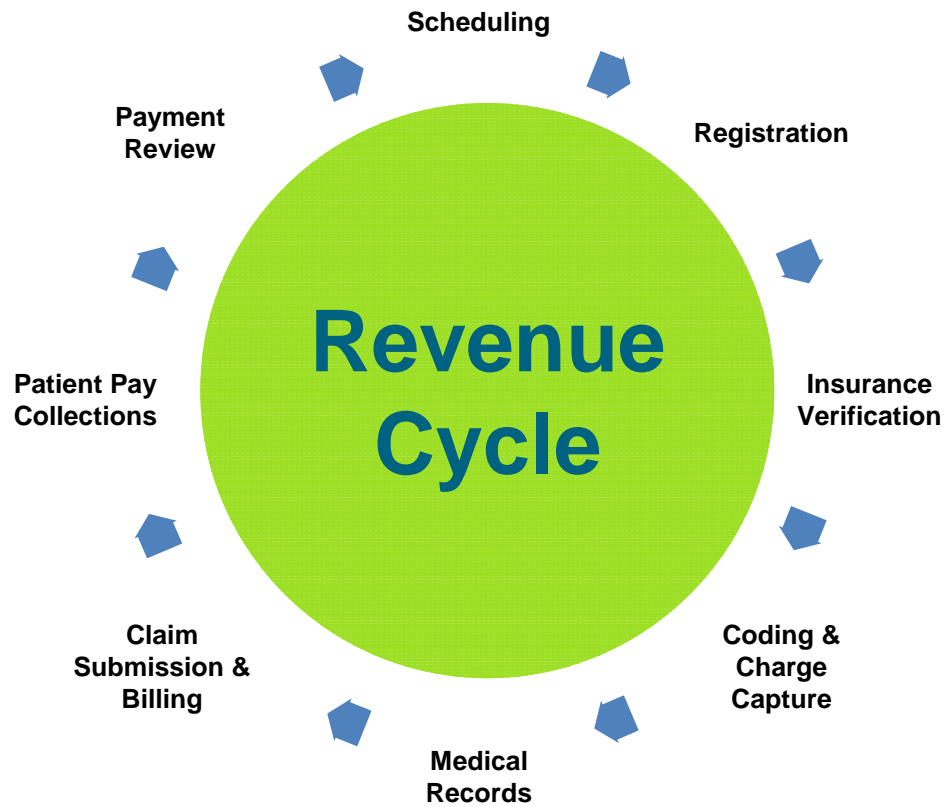 Scheduling
Registration
Insurance
Verification
Coding &
Charge
Capture
Medical
Records
Claim
Submission &
Billing
Patient Pay
Collections
Payment
Review
Revenue
Cycle